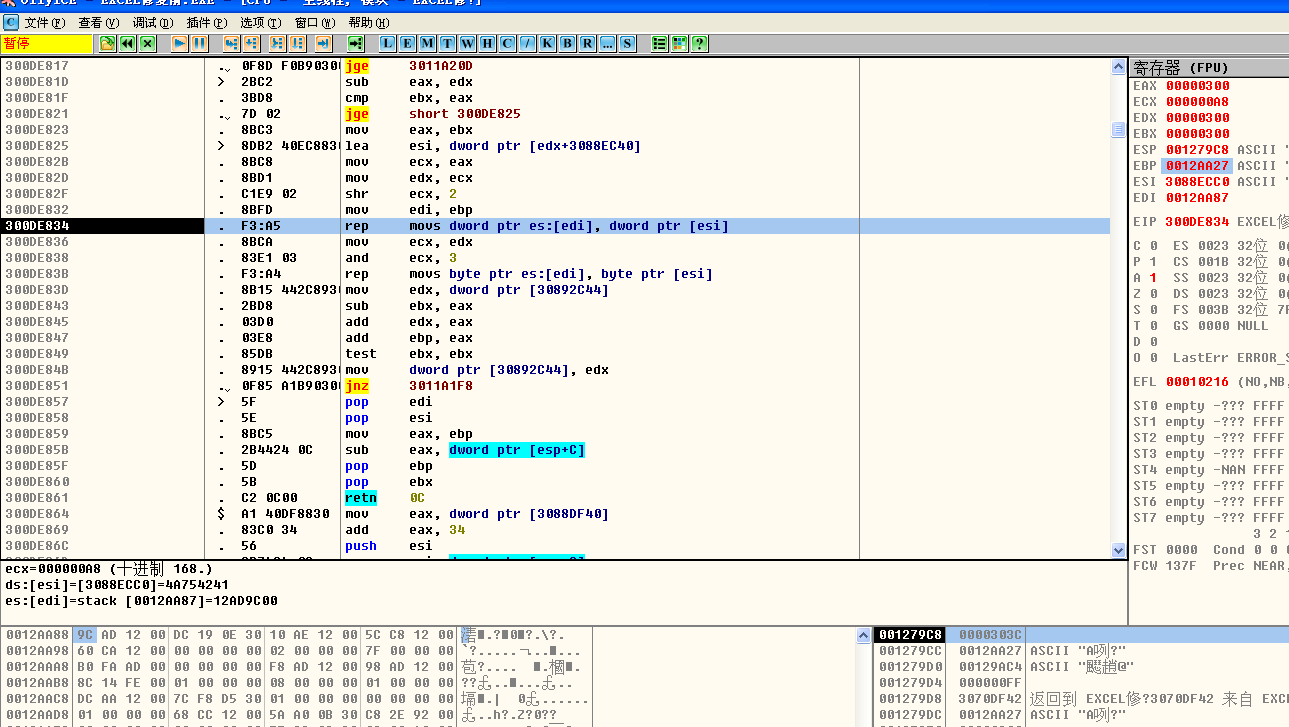 OllyICE - EXCEL修复前.EXE - [CPU - 主线程, 模块 - EXCEL修?]
C 文件(F) 查看(V) 调试(D) 插件(P) 选项(T) 窗口(W) 帮助(H)
暂停 L E M T W H C / K B R ... S ?
300DE817 . 0F8D F0B9030 jge 3011A20D
300DE81D > 2BC2 sub eax, edx
300DE81F . 3BD8 cmp ebx, eax
300DE821 . 7D 02 jge short 300DE825
300DE823 . 8BC3 mov eax, ebx
300DE825 > 8DB2 40EC883 lea esi, dword ptr [edx+3088EC40]
300DE82B . 8BC8 mov ecx, eax
300DE82D . 8BD1 mov edx, ecx
300DE82F . C1E9 02 shr ecx, 2
300DE832 . 8BFD mov edi, ebp
300DE834 . F3:A5 rep movs dword ptr es:[edi], dword ptr [esi]
300DE836 . 8BCA mov ecx, edx
300DE838 . 83E1 03 and ecx, 3
300DE83B . F3:A4 rep movs byte ptr es:[edi], byte ptr [esi]
300DE83D . 8B15 442C893 mov edx, dword ptr [30892C44]
300DE843 . 2BD8 sub ebx, eax
300DE845 . 03D0 add edx, eax
300DE847 . 03E8 add ebp, eax
300DE849 . 85DB test ebx, ebx
300DE84B . 8915 442C893 mov dword ptr [30892C44], edx
300DE851 . 0F85 A1B9030 jnz 3011A1F8
300DE857 > 5F pop edi
300DE858 . 5E pop esi
300DE859 . 8BC5 mov eax, ebp
300DE85B . 2B4424 0C sub eax, dword ptr [esp+C]
300DE85F . 5D pop ebp
300DE860 . 5B pop ebx
300DE861 . C2 0C00 retn 0C
300DE864 $ A1 40DF8830 mov eax, dword ptr [3088DF40]
300DE869 . 83C0 34 add eax, 34
300DE86C . 56 push esi
寄存器 (FPU)
EAX 00000300
ECX 000000A8
EDX 00000300
EBX 00000300
ESP 001279C8 ASCII "
EBP 0012AA27 ASCII "
ESI 3088ECC0 ASCII "
EDI 0012AA87
EIP 300DE834 EXCEL修
C 0 ES 0023 32位 0(
P 1 CS 001B 32位 0(
A 1 SS 0023 32位 0(
Z 0 DS 0023 32位 0(
S 0 FS 003B 32位 7F
T 0 GS 0000 NULL
D 0
O 0 LastErr ERROR_S
EFL 00010216 (NO,NB,
ST0 empty -??? FFFF
ST1 empty -??? FFFF
ST2 empty -??? FFFF
ST3 empty -??? FFFF
ST4 empty -NAN FFFF
ST5 empty -??? FFFF
ST6 empty -??? FFFF
ST7 empty -??? FFFF
3 2 1
FST 0000 Cond 0 0 0
FCW 137F Prec NEAR,
ecx=000000A8 (十进制 168.)
ds:[esi]=[3088ECC0]=4A754241
es:[edi]=stack [0012AA87]=12AD9C00
0012AA88 9C AD 12 00 DC 19 0E 30 10 AE 12 00 5C C8 12 00
0012AA98 60 CA 12 00 00 00 00 00 02 00 00 00 7F 00 00 00
0012AAA8 B0 FA AD 00 00 00 00 00 F8 AD 12 00 98 AD 12 00
0012AAB8 8C 14 FE 00 01 00 00 00 08 00 00 00 01 00 00 00
0012AAC8 DC AA 12 00 7C F8 D5 30 01 00 00 00 00 00 00 00
0012AAD8 01 00 00 00 68 CC 12 00 5A A0 0B 30 C8 2E 92 00
001279C8 0000303C
001279CC 0012AA27 ASCII "A咧?"
001279D0 00129AC4 ASCII
001279D4 000000FF
001279D8 3070DF42 返回到 EXCEL修?3070DF42 来自 EXC
001279DC 0012AA27 ASCII "A咧?"